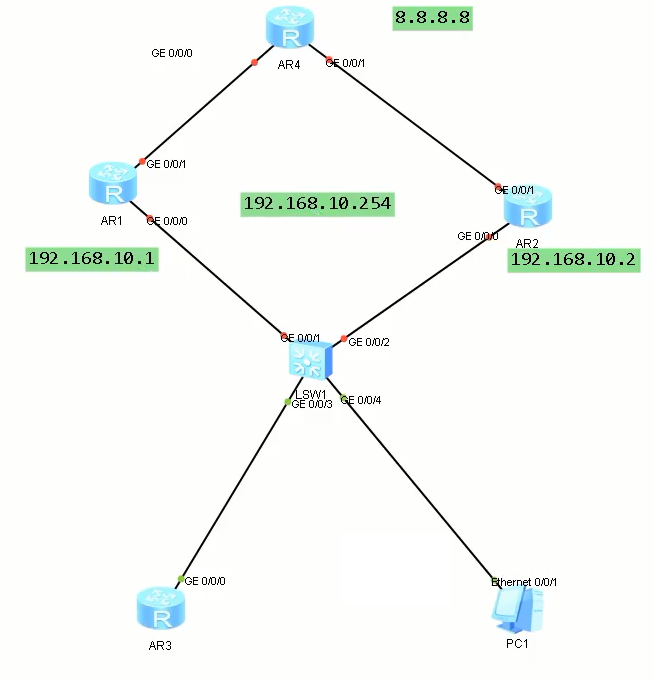 8.8.8.8
GE 0/0/0
AR4
GE 0/0/1
GE 0/0/1
GE 0/0/1
192.168.10.254
AR1
GE 0/0/0
GE 0/0/0
AR2
192.168.10.1
192.168.10.2
GE 0/0/1
GE 0/0/2
LSW1
GE 0/0/3
GE 0/0/4
GE 0/0/0
Ethernet 0/0/1
AR3
PC1
R
R
R
R